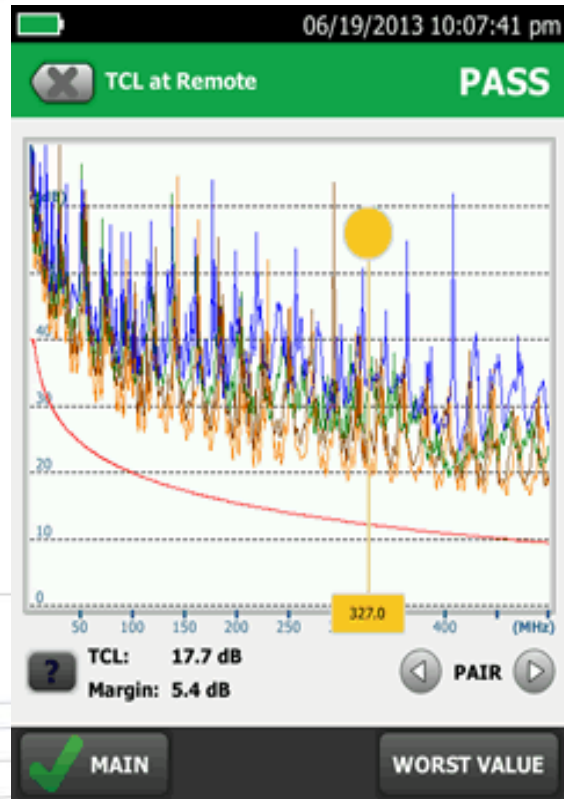 06/19/2013 10:07:41 pm
TCL at Remote
PASS
40
30
20
10
0
327.0
50 100 150 200 250 400 (MHz)
?
TCL: 17.7 dB
Margin: 5.4 dB
PAIR
MAIN
WORST VALUE